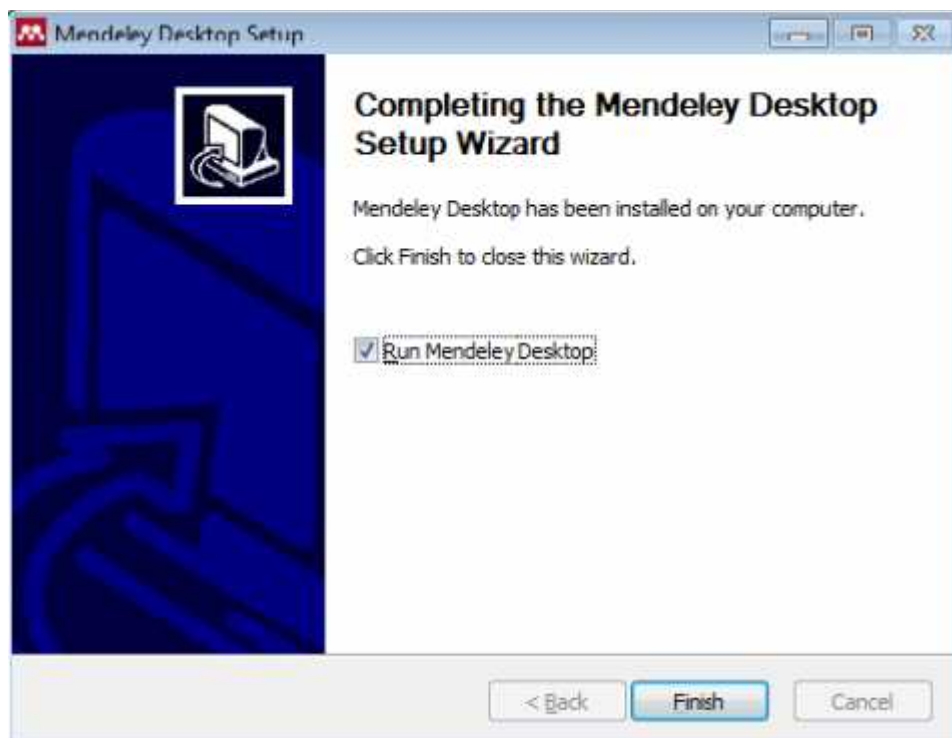 Mendeley Desktop Setup
Completing the Mendeley Desktop
Setup Wizard
Mendeley Desktop has been installed on your computer.
Click Finish to close this wizard.
Run Mendeley Desktop
< Back
Finish
Cancel